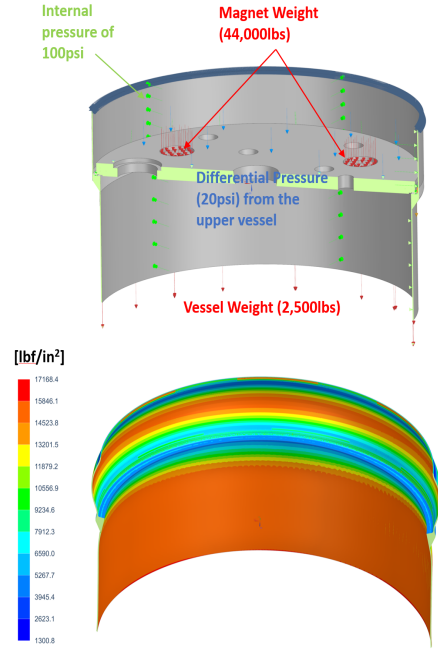 Internal
pressure of
100psi
Magnet Weight
(44,000lbs)
Differential Pressure
(20psi) from the
upper vessel
Vessel Weight (2,500lbs)
[lbf/in²]
17168.4
15846.1
14523.8
13201.5
11879.2
10556.9
9234.6
7912.3
6590.0
5267.7
3945.4
2623.1
1300.8